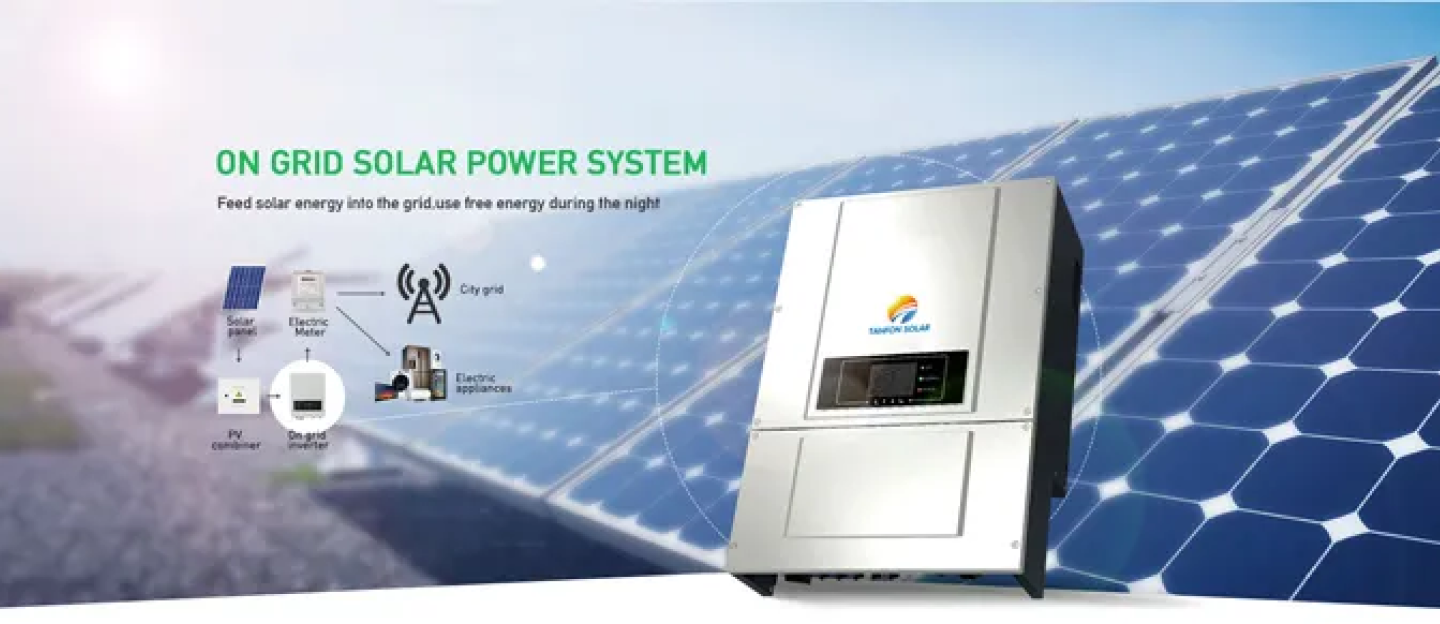 ON GRID SOLAR POWER SYSTEM
Feed solar energy into the grid.use free energy during the night
Solar
panel
Electric
Meter
City grid
Electric
appliances
PV
combiner
On grid
inverter
TANFON SOLAR